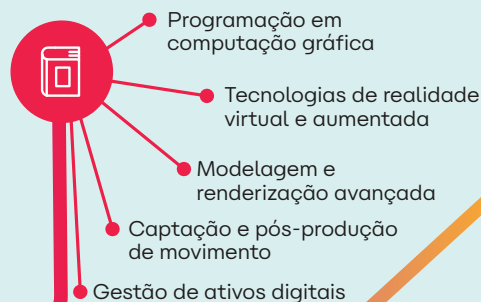 Programação em
computação gráfica
Tecnologias de realidade
virtual e aumentada
Modelagem e
renderização avançada
Captação e pós-produção
de movimento
Gestão de ativos digitais